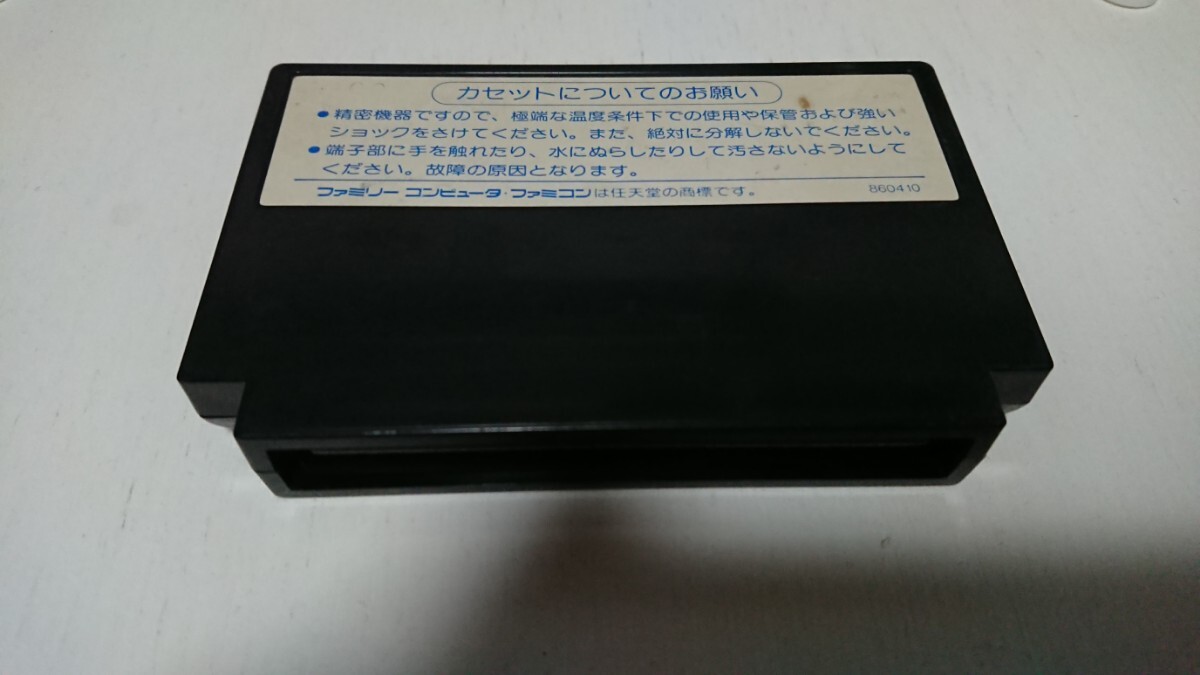 カセットについてのお願い
●精密機器ですので、極端な温度条件下での使用や保管および強い
ショックをさけてください。また、絶対に分解しないでください。
●端子部に手を触れたり、水にぬらしたりして汚さないようにして
ください。故障の原因となります。
ファミリー コンピュータ・ファミコンは任天堂の商標です。 860410